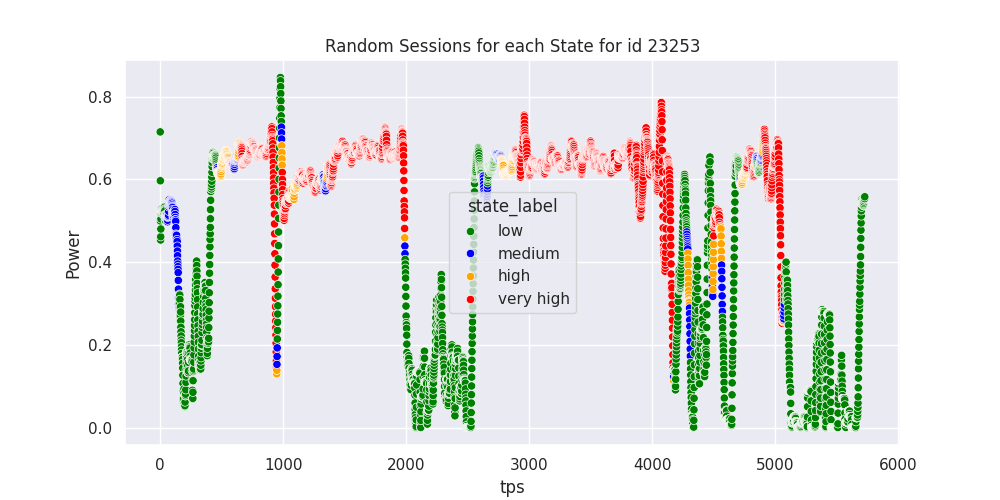 Random Sessions for each State for id 23253
Power
0.8
0.6
0.4
0.2
0.0
state_label
low
medium
high
very high
0 1000 2000 3000 4000 5000 6000
tps